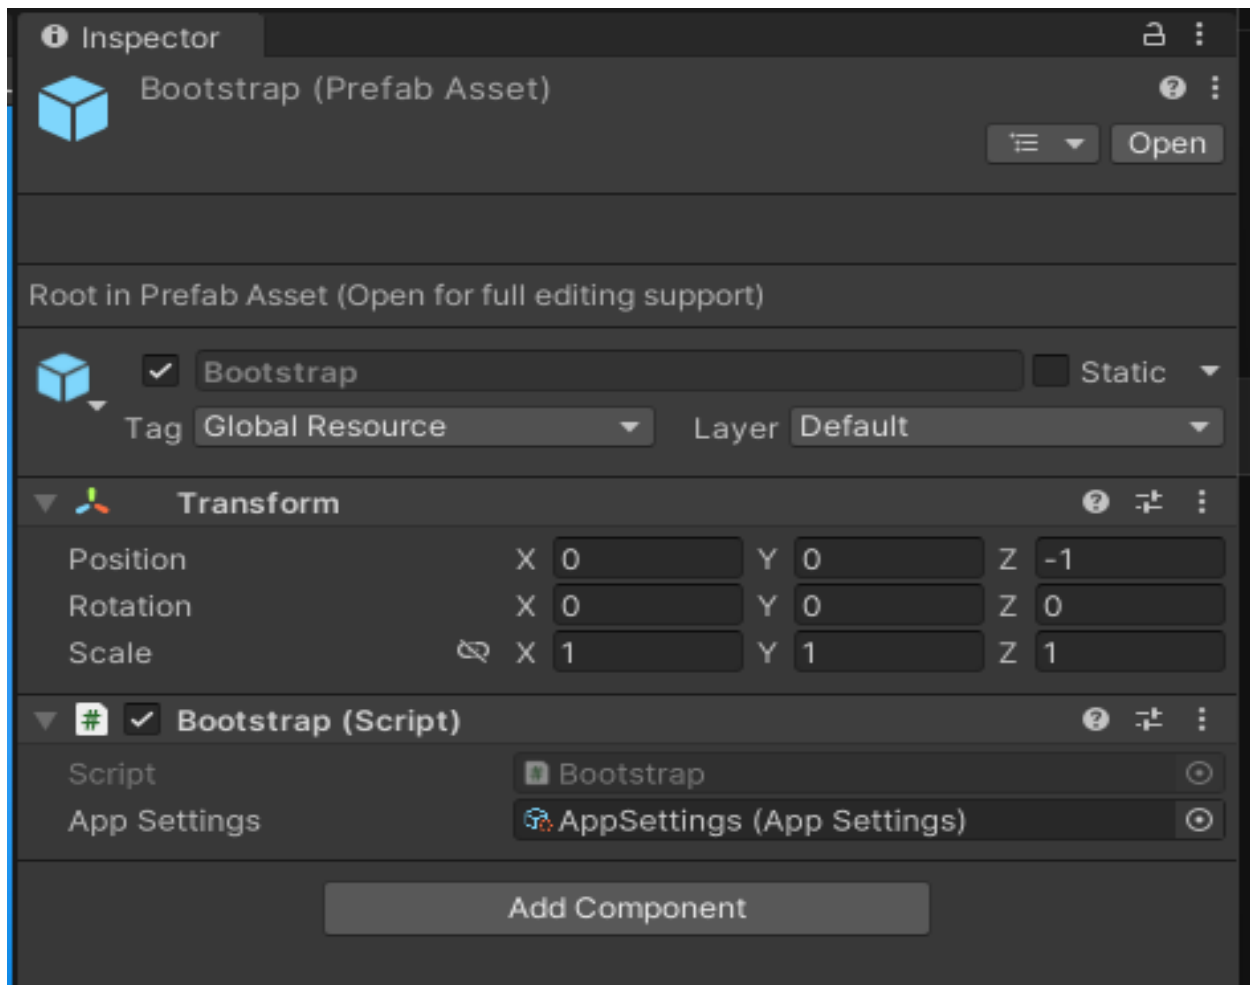 Inspector
Bootstrap (Prefab Asset)
Open
Root in Prefab Asset (Open for full editing support)
Bootstrap Static
Tag Global Resource Layer Default
Transform
Position X 0 Y 0 Z -1
Rotation X 0 Y 0 Z 0
Scale X 1 Y 1 Z 1
# Bootstrap (Script)
Script # Bootstrap
App Settings AppSettings (App Settings)
Add Component